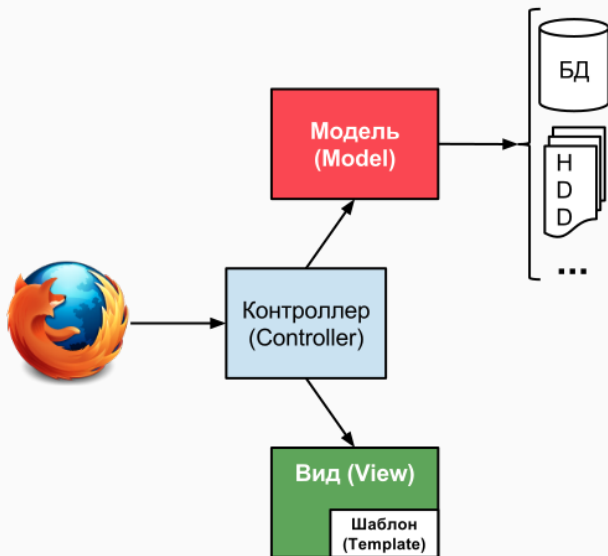 БД
Модель
(Model)
H
D
D
...
Контроллер
(Controller)
Вид (View)
Шаблон
(Template)